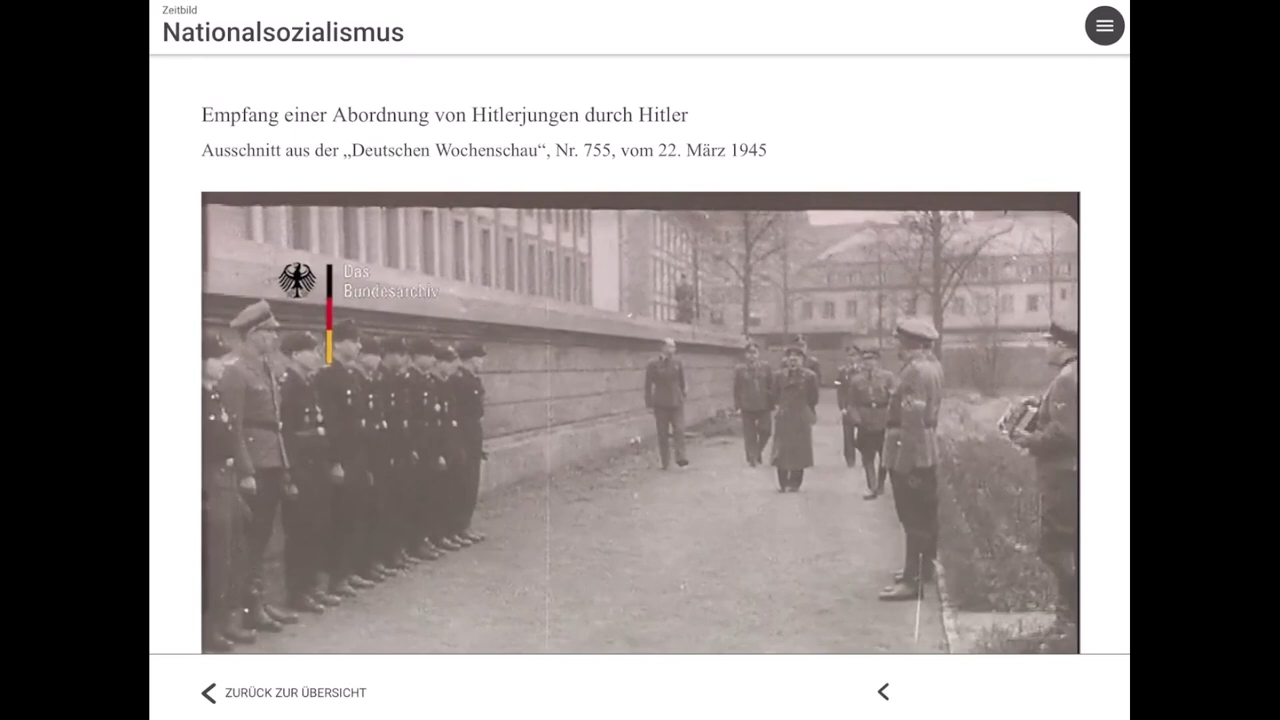 Zeitbild
Nationalsozialismus
Empfang einer Abordnung von Hitlerjungen durch Hitler
Ausschnitt aus der „Deutschen Wochenschau“, Nr. 755, vom 22. März 1945
Das
Bundesarchiv
ZURÜCK ZUR ÜBERSICHT